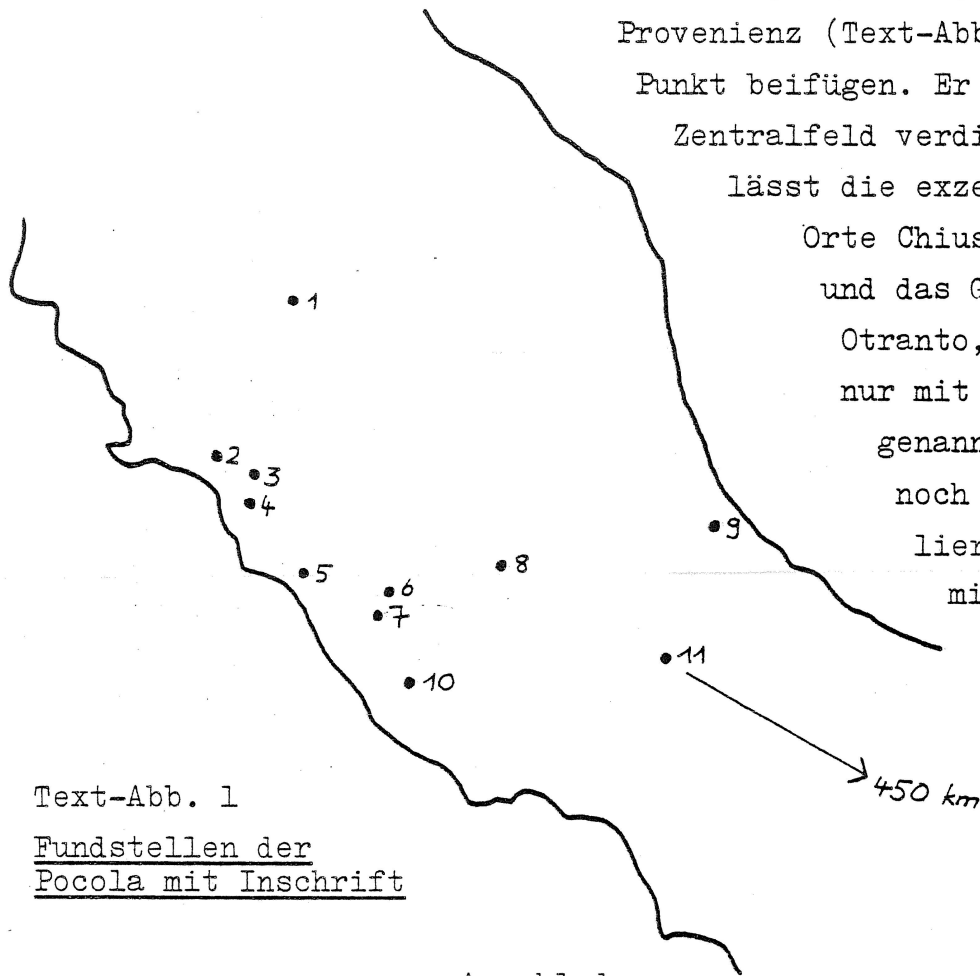 Provenienz (Text-Abb
Punkt beifügen. Er
Zentralfeld verdi
lässt die exze
Orte Chius
und das G
Otranto,
nur mit
genann
noch
lier
mi
1
2
3
4
5
6
7
8
9
10
11
450 km
Text-Abb. 1
Fundstellen der
Pocola mit Inschrift